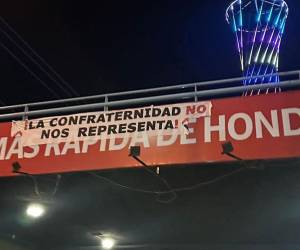 ¡LA CONFRATERNIDAD NO
NOS REPRESENTA!
MÁS RÁPIDA DE HOND